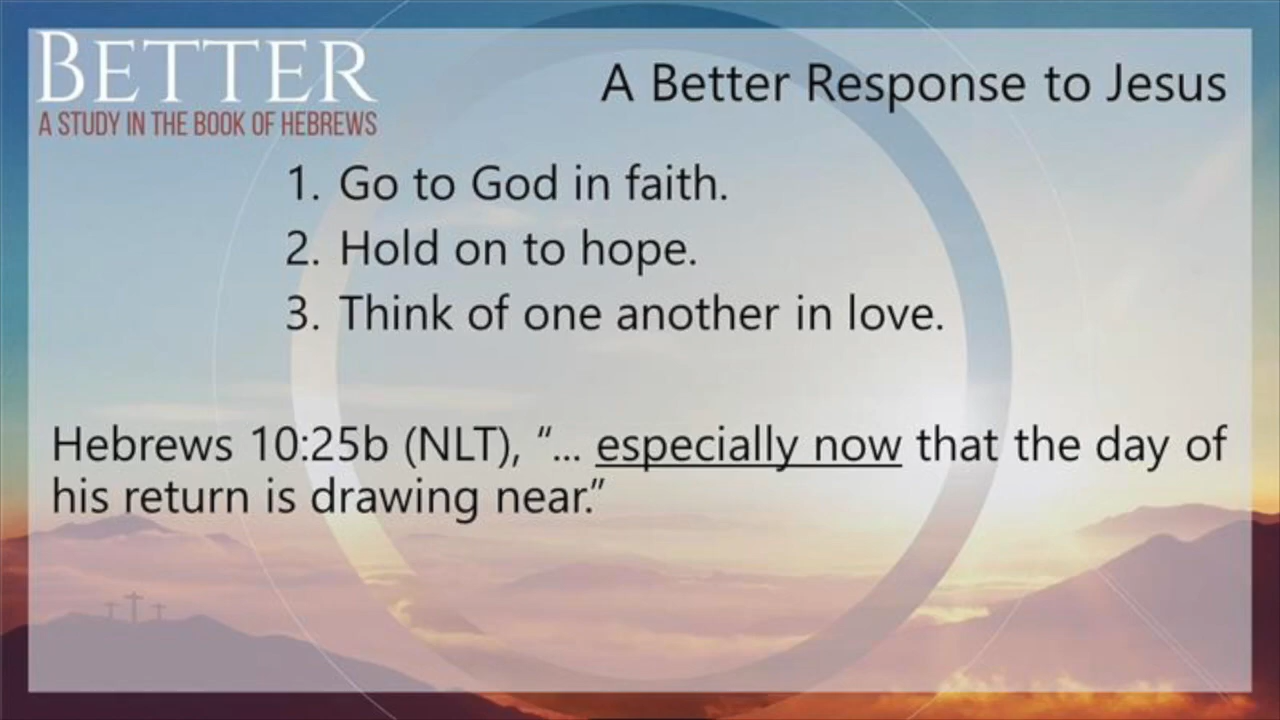 BETTER
A STUDY IN THE BOOK OF HEBREWS
A Better Response to Jesus
1. Go to God in faith.
2. Hold on to hope.
3. Think of one another in love.
Hebrews 10:25b (NLT), “... especially now that the day of
his return is drawing near.”